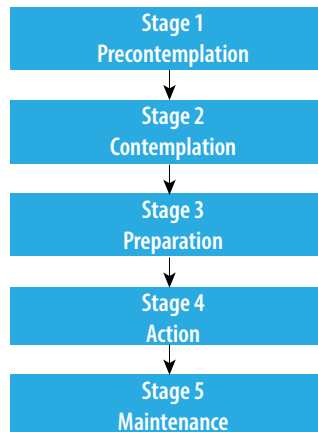 Stage 1
Precontemplation
Stage 2
Contemplation
Stage 3
Preparation
Stage 4
Action
Stage 5
Maintenance